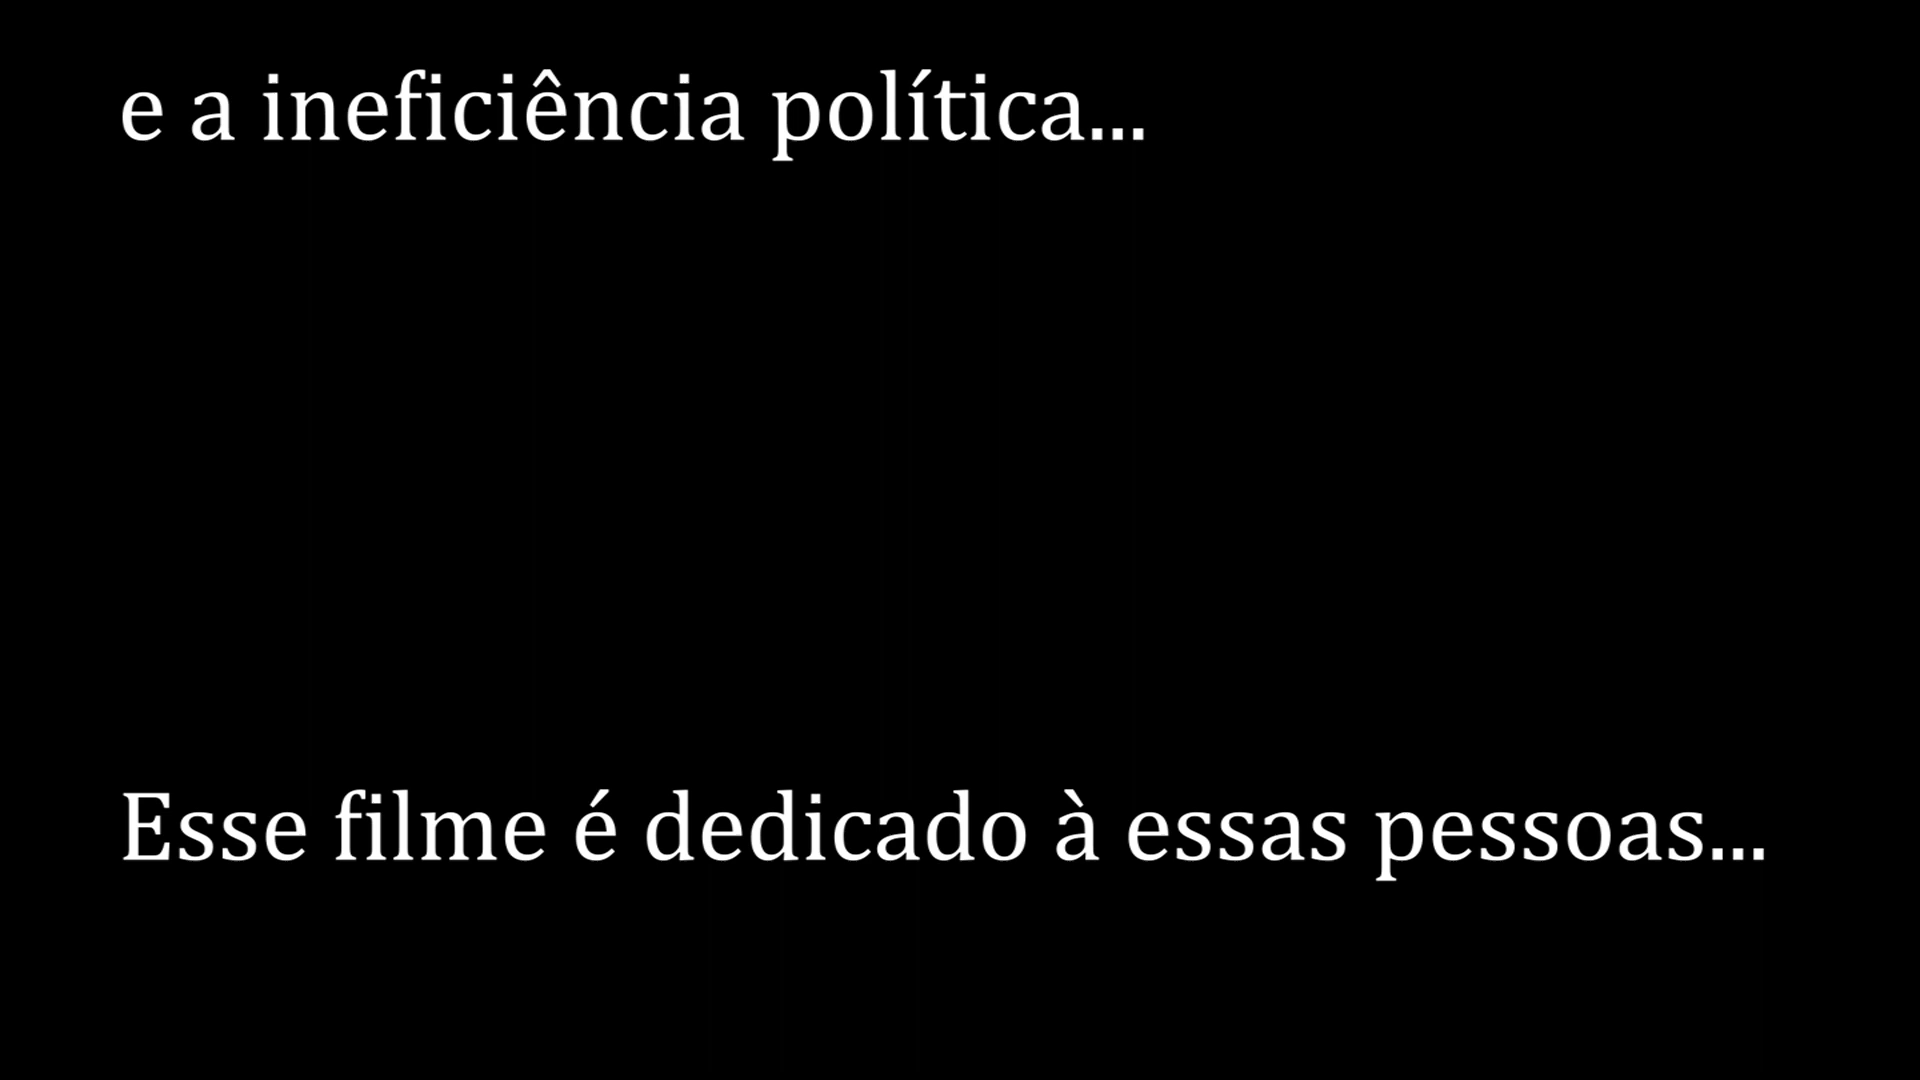 e a ineficiência política...
Esse filme é dedicado à essas pessoas...